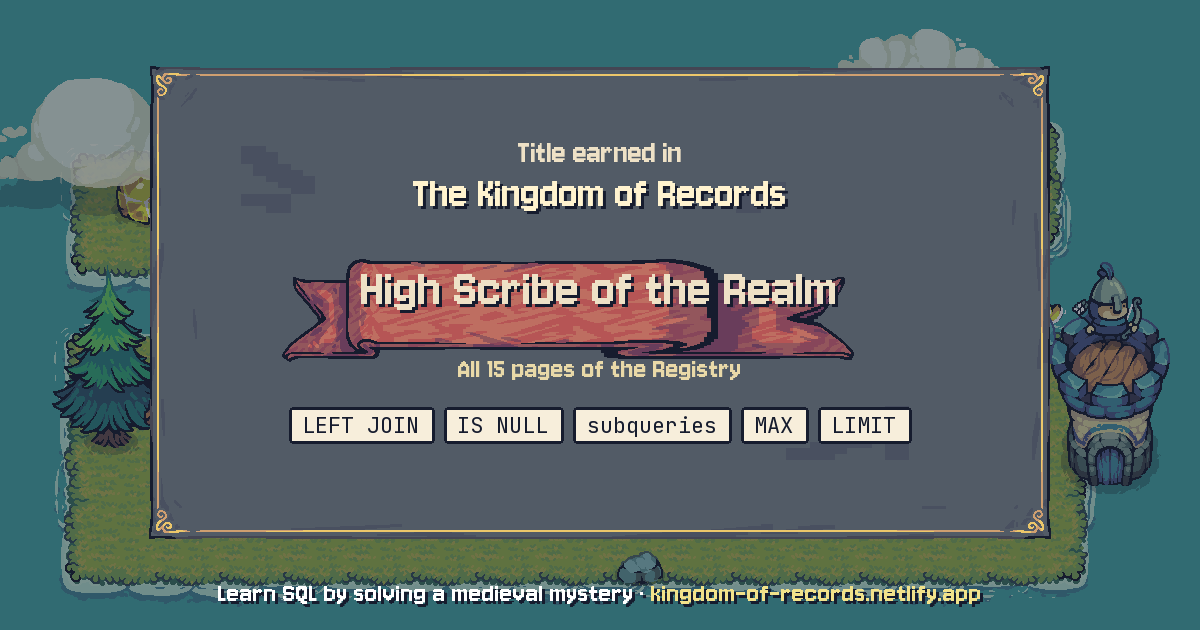 Title earned in
The Kingdom of Records
High Scribe of the Realm
All 15 pages of the Registry
LEFT JOIN IS NULL subqueries MAX LIMIT
Learn SQL by solving a medieval mystery · kingdom-of-records.netlify.app